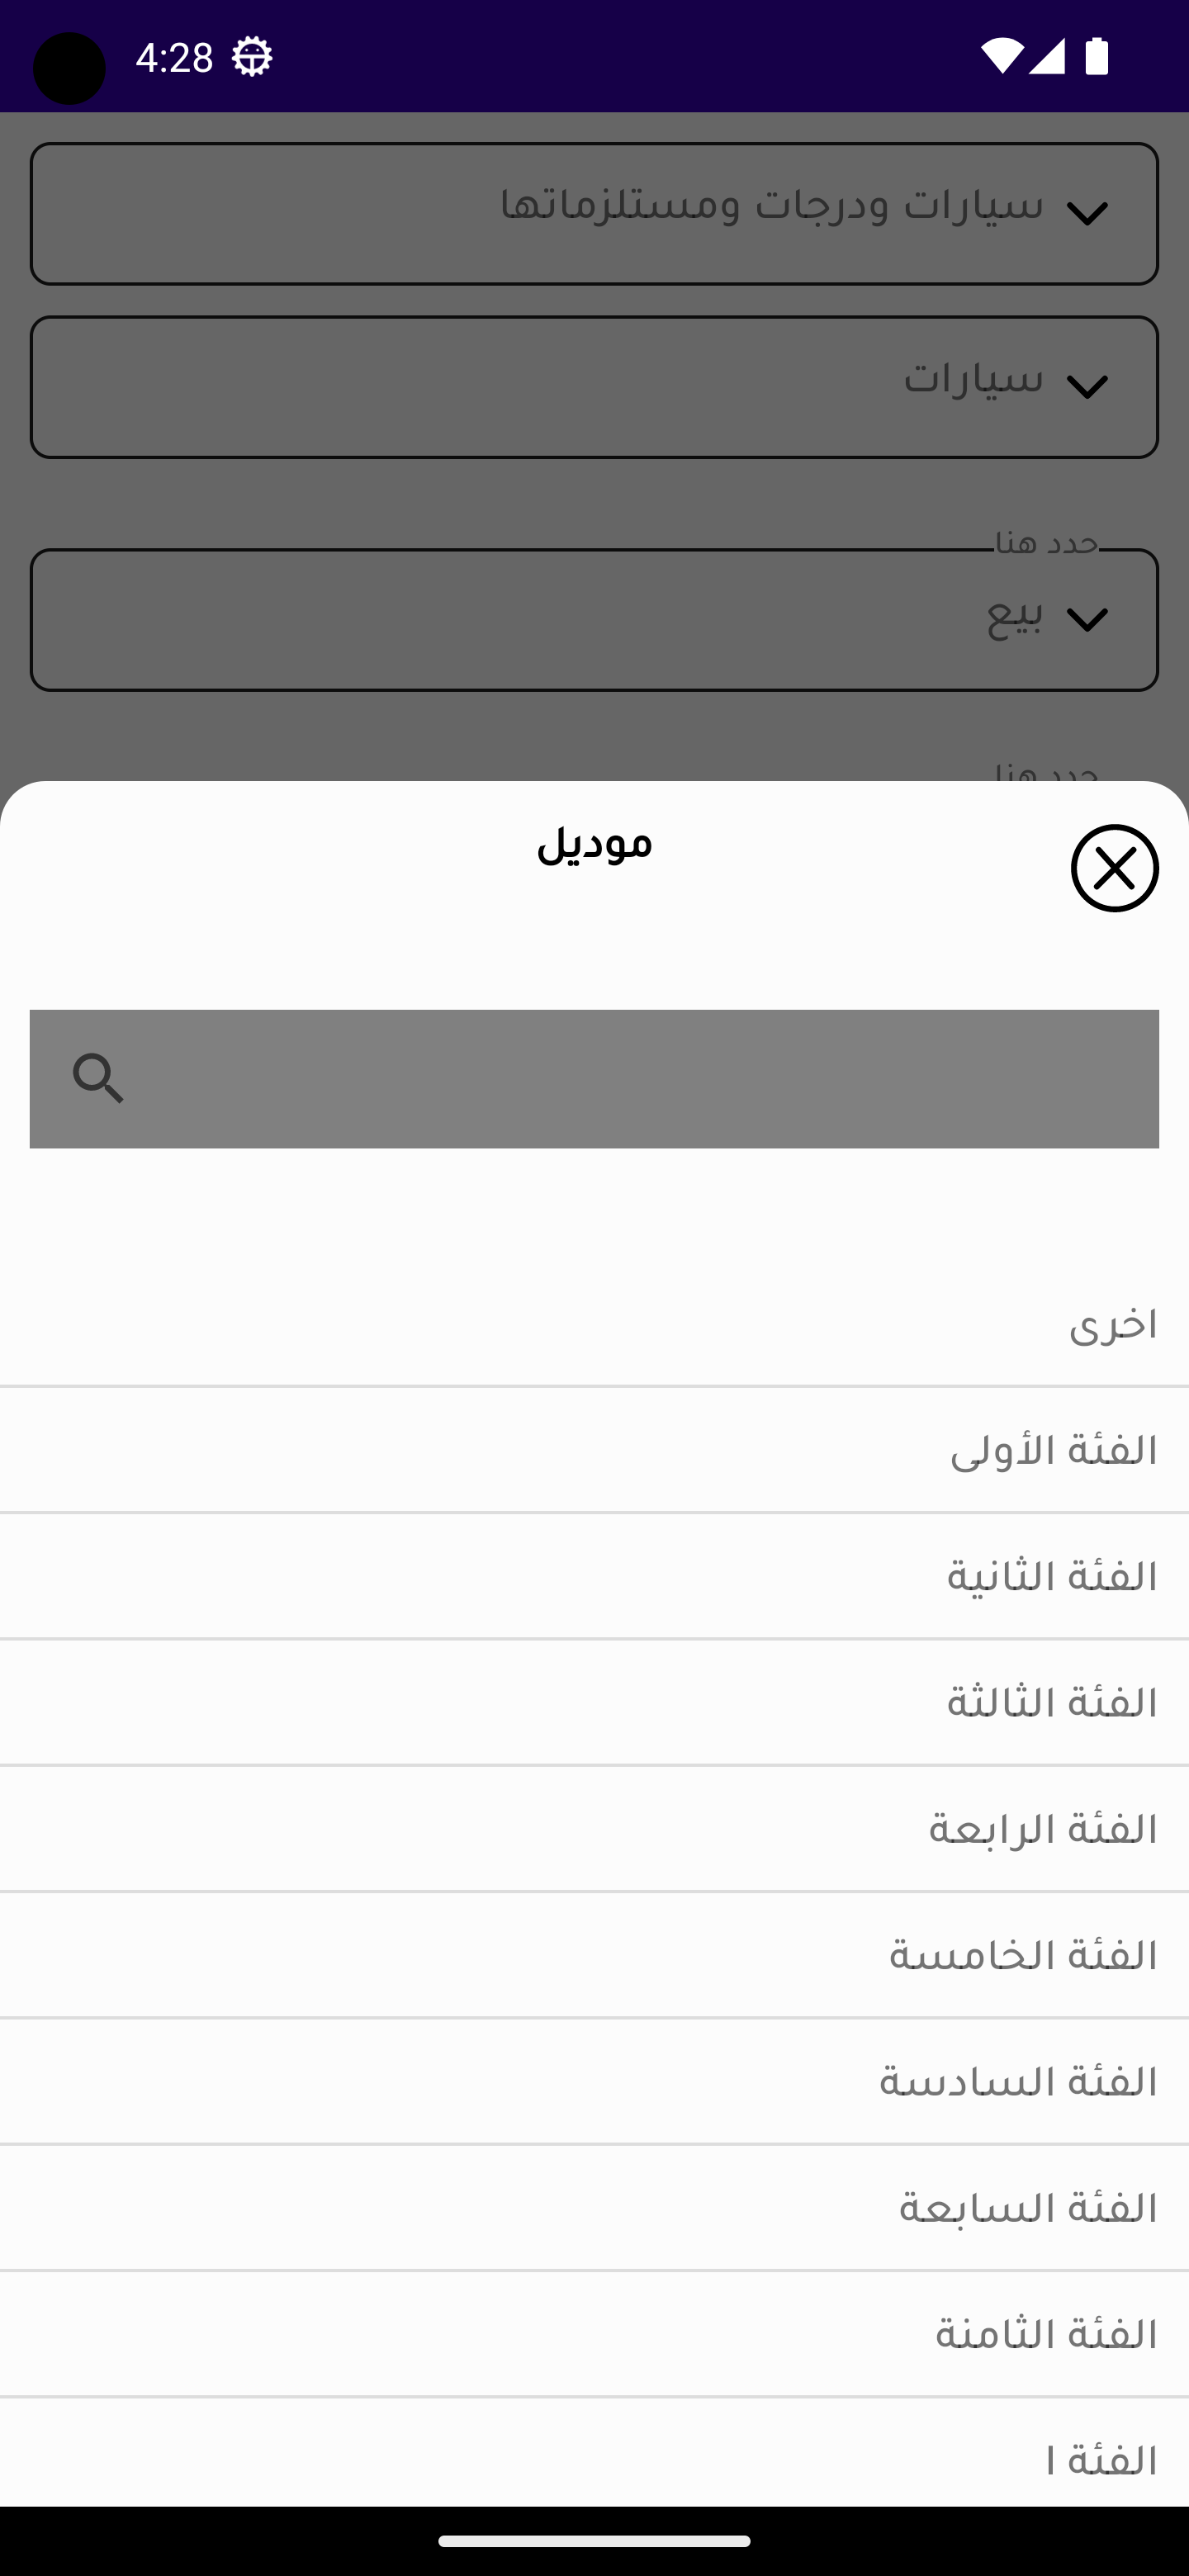 4:28
سيارات ودرجات ومستلزماتها
سيارات
حدد هنا
بيع
حدد هنا
موديل
اخرى
الفئة الأولى
الفئة الثانية
الفئة الثالثة
الفئة الرابعة
الفئة الخامسة
الفئة السادسة
الفئة السابعة
الفئة الثامنة
الفئة ا